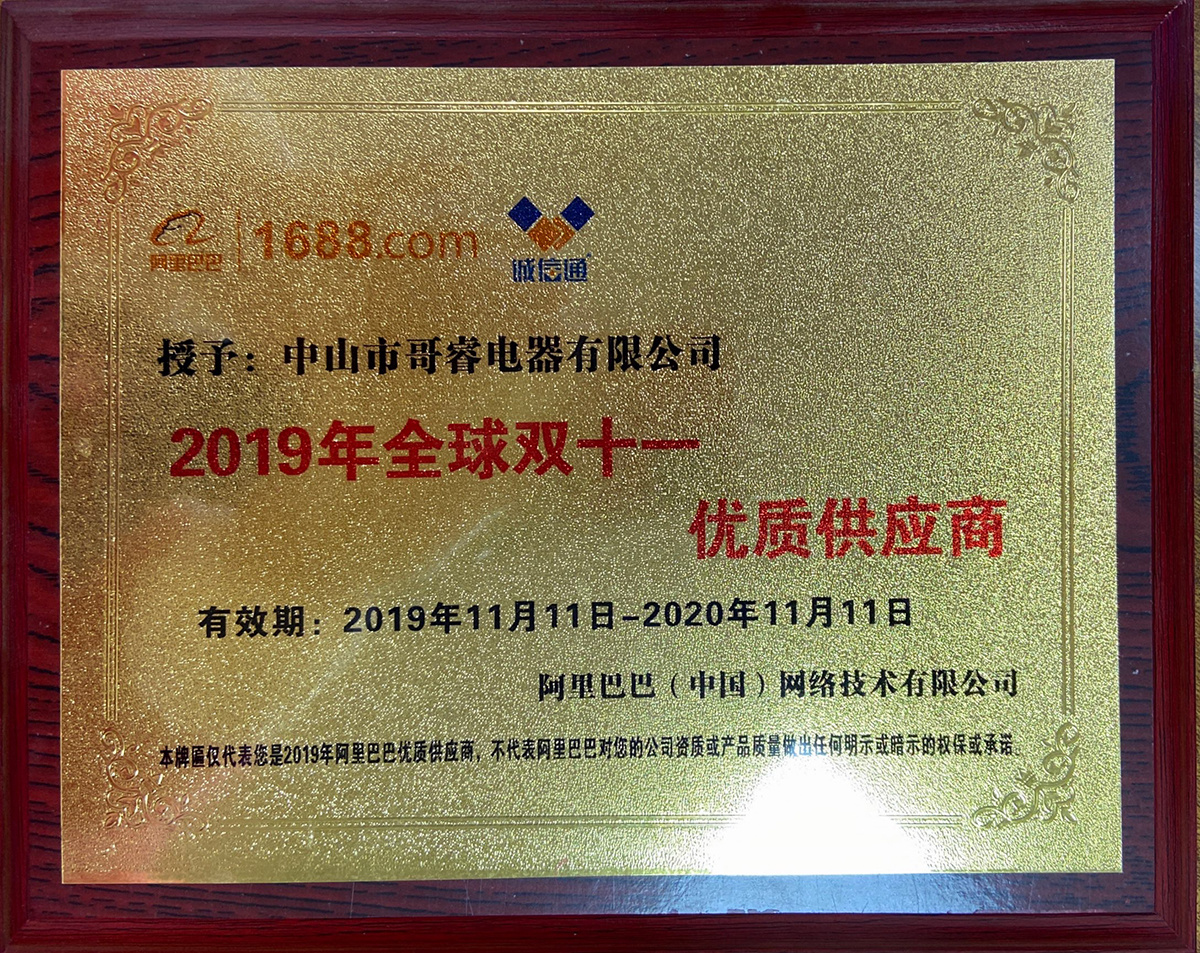 阿里巴巴 1688.com 诚信通
授予：中山市哥睿电器有限公司
2019年全球双十一
优质供应商
有效期：2019年11月11日-2020年11月11日
阿里巴巴（中国）网络技术有限公司
本牌匾仅代表您是2019年阿里巴巴优质供应商，不代表阿里巴巴对您的公司资质或产品质量做出任何明示或暗示的权保或承诺.